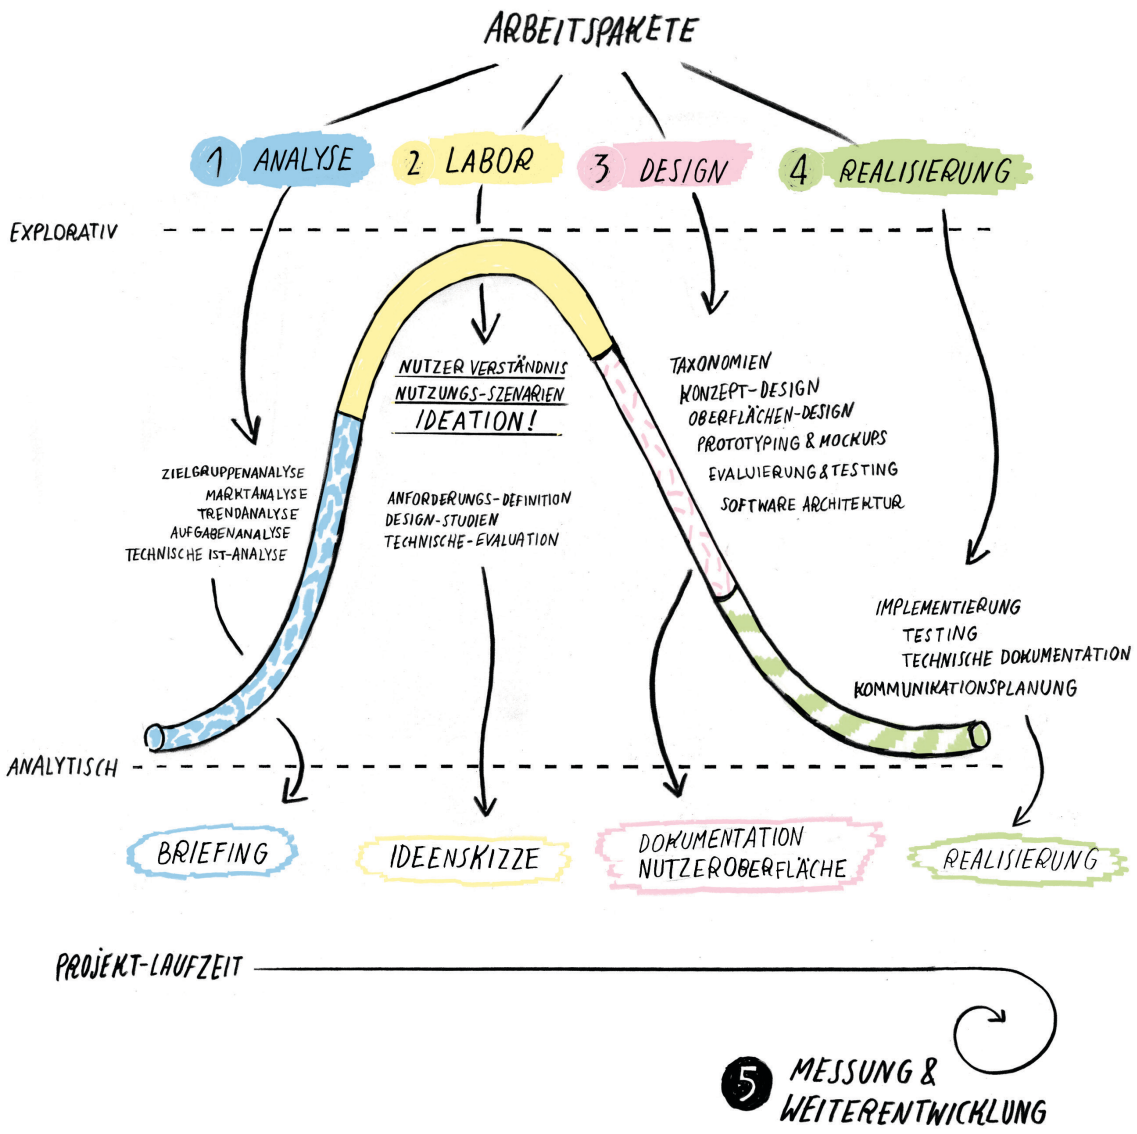 ARBEITSPAKETE
1 ANALYSE
2 LABOR
3 DESIGN
4 REALISIERUNG
EXPLORATIV
NUTZER VERSTÄNDNIS
NUTZUNGS-SZENARIEN
IDEATION!
TAXONOMIEN
KONZEPT-DESIGN
OBERFLÄCHEN-DESIGN
PROTOTYPING & MOCKUPS
EVALUIERUNG & TESTING
SOFTWARE ARCHITEKTUR
ZIELGRUPPENANALYSE
MARKTANALYSE
TRENDANALYSE
AUFGABENANALYSE
TECHNISCHE IST-ANALYSE
ANFORDERUNGS-DEFINITION
DESIGN-STUDIEN
TECHNISCHE-EVALUATION
IMPLEMENTIERUNG
TESTING
TECHNISCHE DOKUMENTATION
KOMMUNIKATIONSPLANUNG
ANALYTISCH
BRIEFING
IDEENSKIZZE
DOKUMENTATION
NUTZEROBERFLÄCHE
REALISIERUNG
PROJEKT-LAUFZEIT
5 MESSUNG &
WEITERENTWICKLUNG